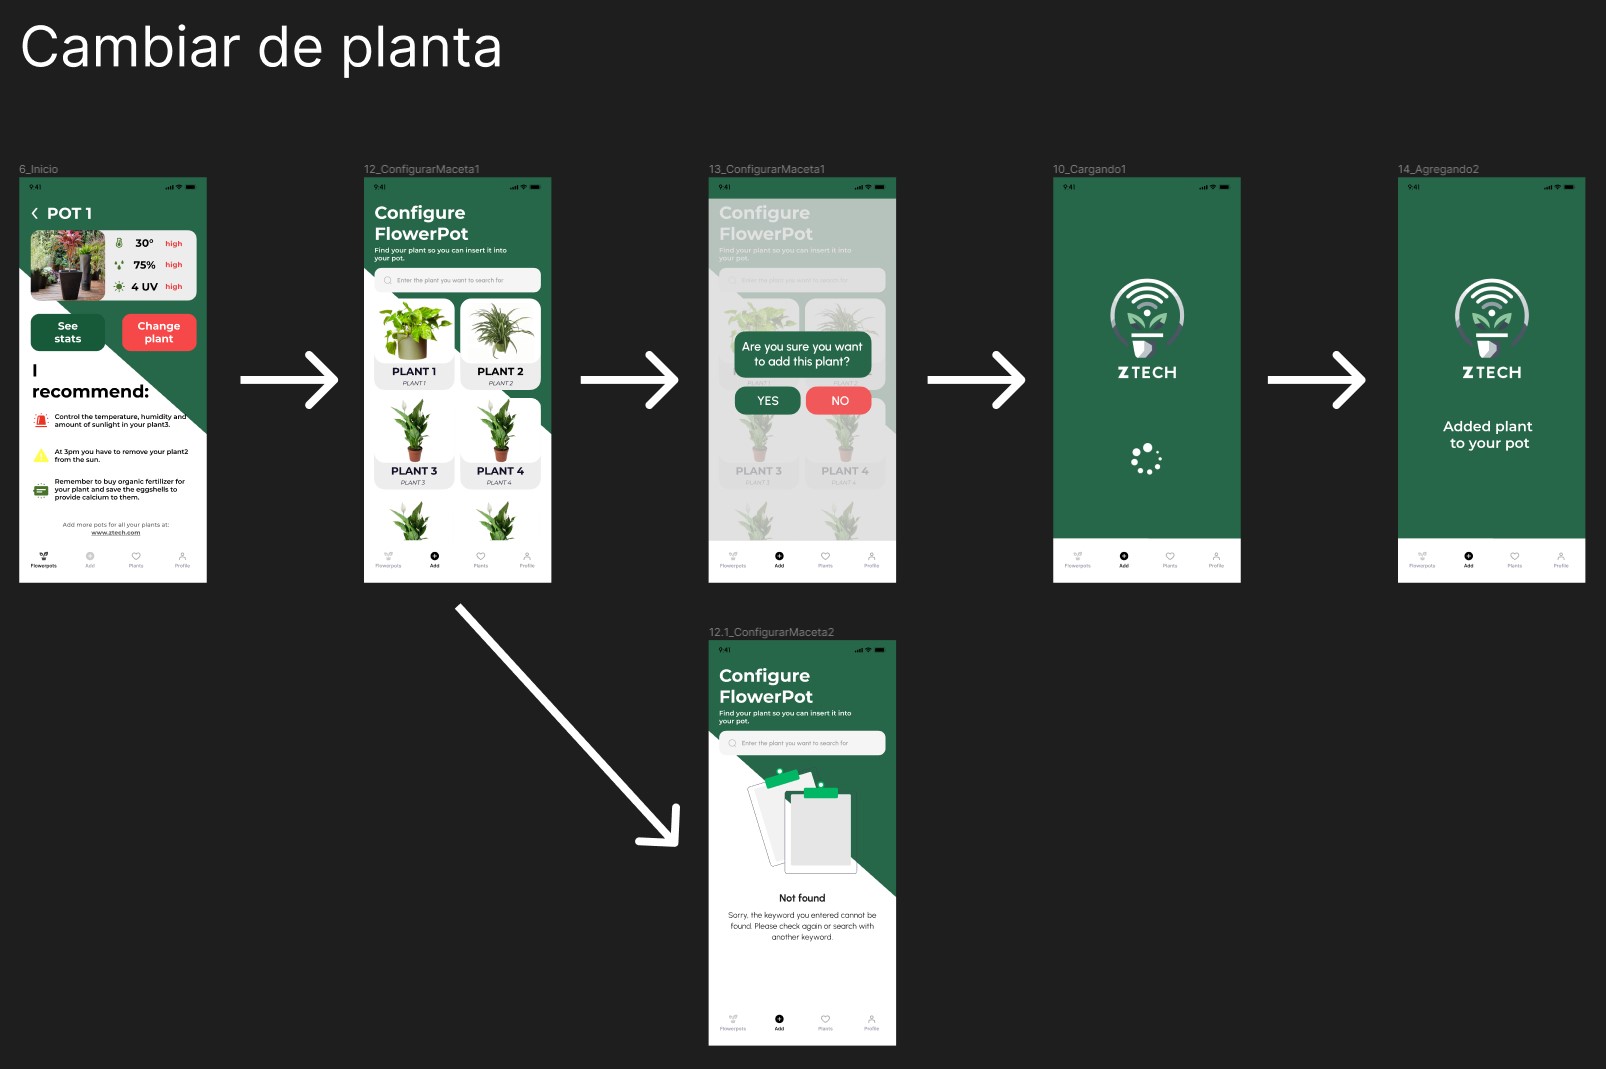 Cambiar de planta
6_Inicio
9:41
POT 1
30° high
75% high
4 UV high
See
stats
Change
plant
I
recommend:
Control the temperature, humidity and
amount of sunlight in your plant3.
At 3pm you have to remove your plant2
from the sun.
Remember to buy organic fertilizer for
your plant and save the eggshells to
provide calcium to them.
Add more pots for all your plants at:
www.ztech.com
Flowerpots Add Plants Profile
12_ConfigurarMaceta1
9:41
Configure
FlowerPot
Find your plant so you can insert it into
your pot.
Enter the plant you want to search for
PLANT 1 PLANT 2
PLANT 1 PLANT 2
PLANT 3 PLANT 4
PLANT 3 PLANT 4
Flowerpots Add Plants Profile
13_ConfigurarMaceta1
9:41
Configure
FlowerPot
Find your plant so you can insert it into
your pot.
Enter the plant you want to search for
Are you sure you want
to add this plant?
PLANT 1 PLANT 2
YES NO
PLANT 3 PLANT 4
PLANT 3 PLANT 4
Flowerpots Add Plants Profile
10_Cargando1
9:41
Z TECH
Flowerpots Add Plants Profile
14_Agregando2
9:41
Z TECH
Added plant
to your pot
Flowerpots Add Plants Profile
12.1_ConfigurarMaceta2
9:41
Configure
FlowerPot
Find your plant so you can insert it into
your pot.
Enter the plant you want to search for
Not found
Sorry, the keyword you entered cannot be
found. Please check again or search with
another keyword.
Flowerpots Add Plants Profile